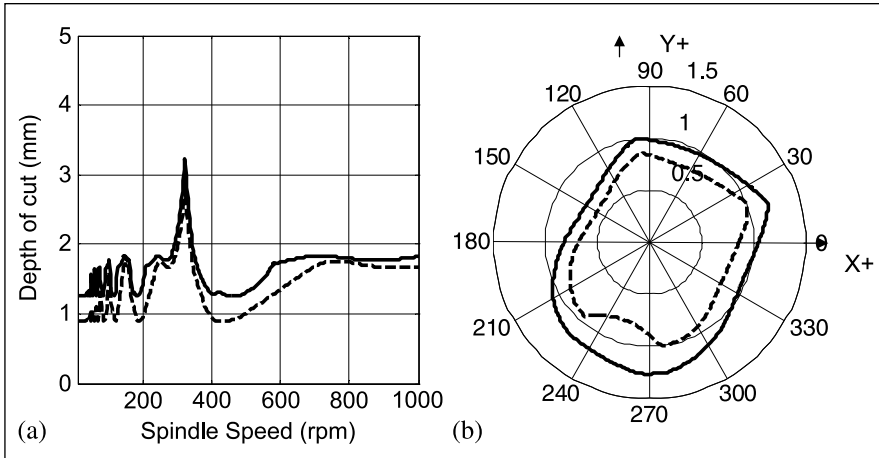 5
4
3
2
1
0
200 400 600 800 1000
Depth of cut (mm)
Spindle Speed (rpm)
(a)
Y+
90 1.5
120 60
1
150 30
0.5
180 0
X+
210 330
240 300
270
(b)